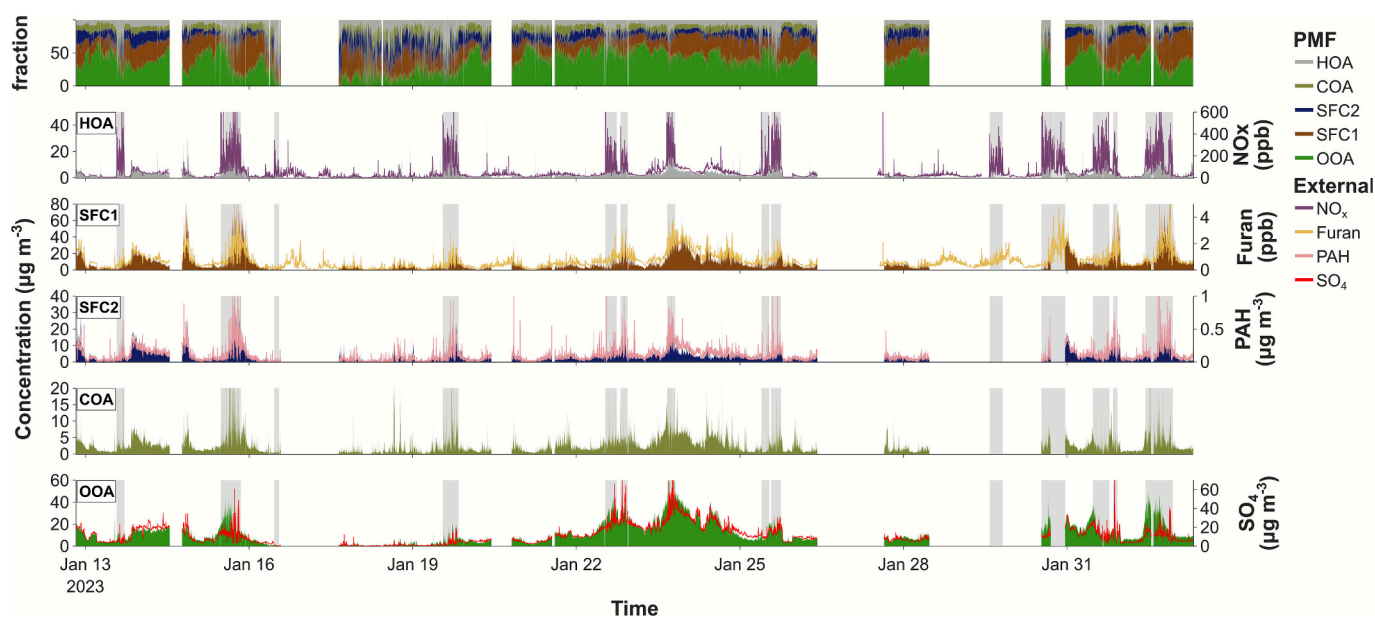 fraction
50
0
PMF
HOA
COA
SFC2
SFC1
OOA
External
NOx
Furan
PAH
SO4
Concentration (µg m-3)
HOA
40
20
0
600
400
200
0
NOx
(ppb)
SFC1
80
60
40
20
0
4
2
0
Furan
(ppb)
SFC2
40
30
20
10
0
1
0.5
0
PAH
(µg m-3)
COA
20
15
10
5
0
OOA
60
40
20
0
60
40
20
0
SO4
(µg m-3)
Jan 13 Jan 16 Jan 19 Jan 22 Jan 25 Jan 28 Jan 31
2023
Time